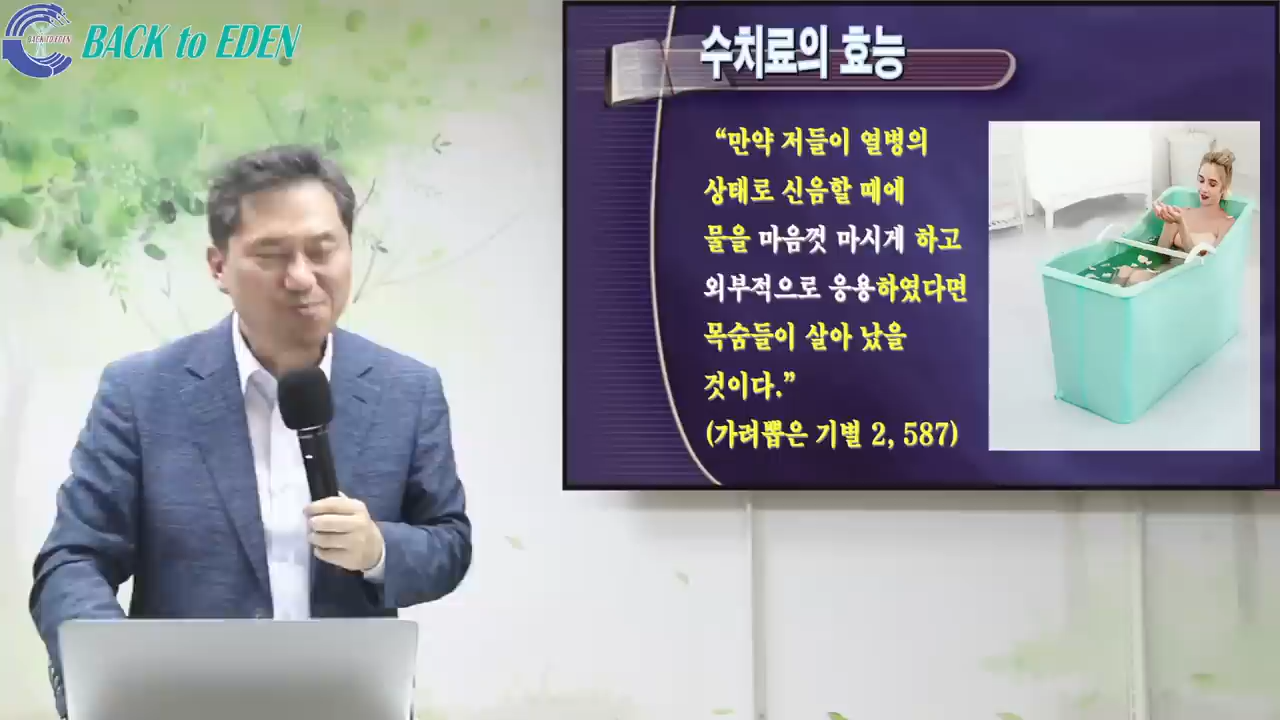 BACK to EDEN
수치료의 효능
“만약 저들이 열병의
상태로 신음할 때에
물을 마음껏 마시게 하고
외부적으로 응용하였다면
목숨들이 살아 났을
것이다.”
(가려뽑은 기별 2, 587)